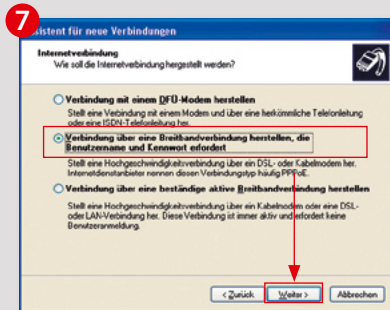 7
sistent für neue Verbindungen
Internetverbindung
Wie soll die Internetverbindung hergestellt werden?
Verbindung mit einem DFÜ-Modem herstellen
Stellt eine Verbindung mit einem Modem und über eine herkömmliche Telefonleitung
oder eine ISDN-Telefonleitung her.
Verbindung über eine Breitbandverbindung herstellen, die
Benutzername und Kennwort erfordert
Stellt eine Hochgeschwindigkeitsverbindung über ein DSL- oder Kabelmodem her.
Internetdienstanbieter nennen diesen Verbindungstyp häufig PPPoE.
Verbindung über eine beständige aktive Breitbandverbindung herstellen
Stellt eine Hochgeschwindigkeitsverbindung über ein Kabelmodem oder eine DSL-
oder LAN-Verbindung her. Diese Verbindung ist immer aktiv und erfordert keine
Benutzeranmeldung.
< Zurück Weiter > Abbrechen